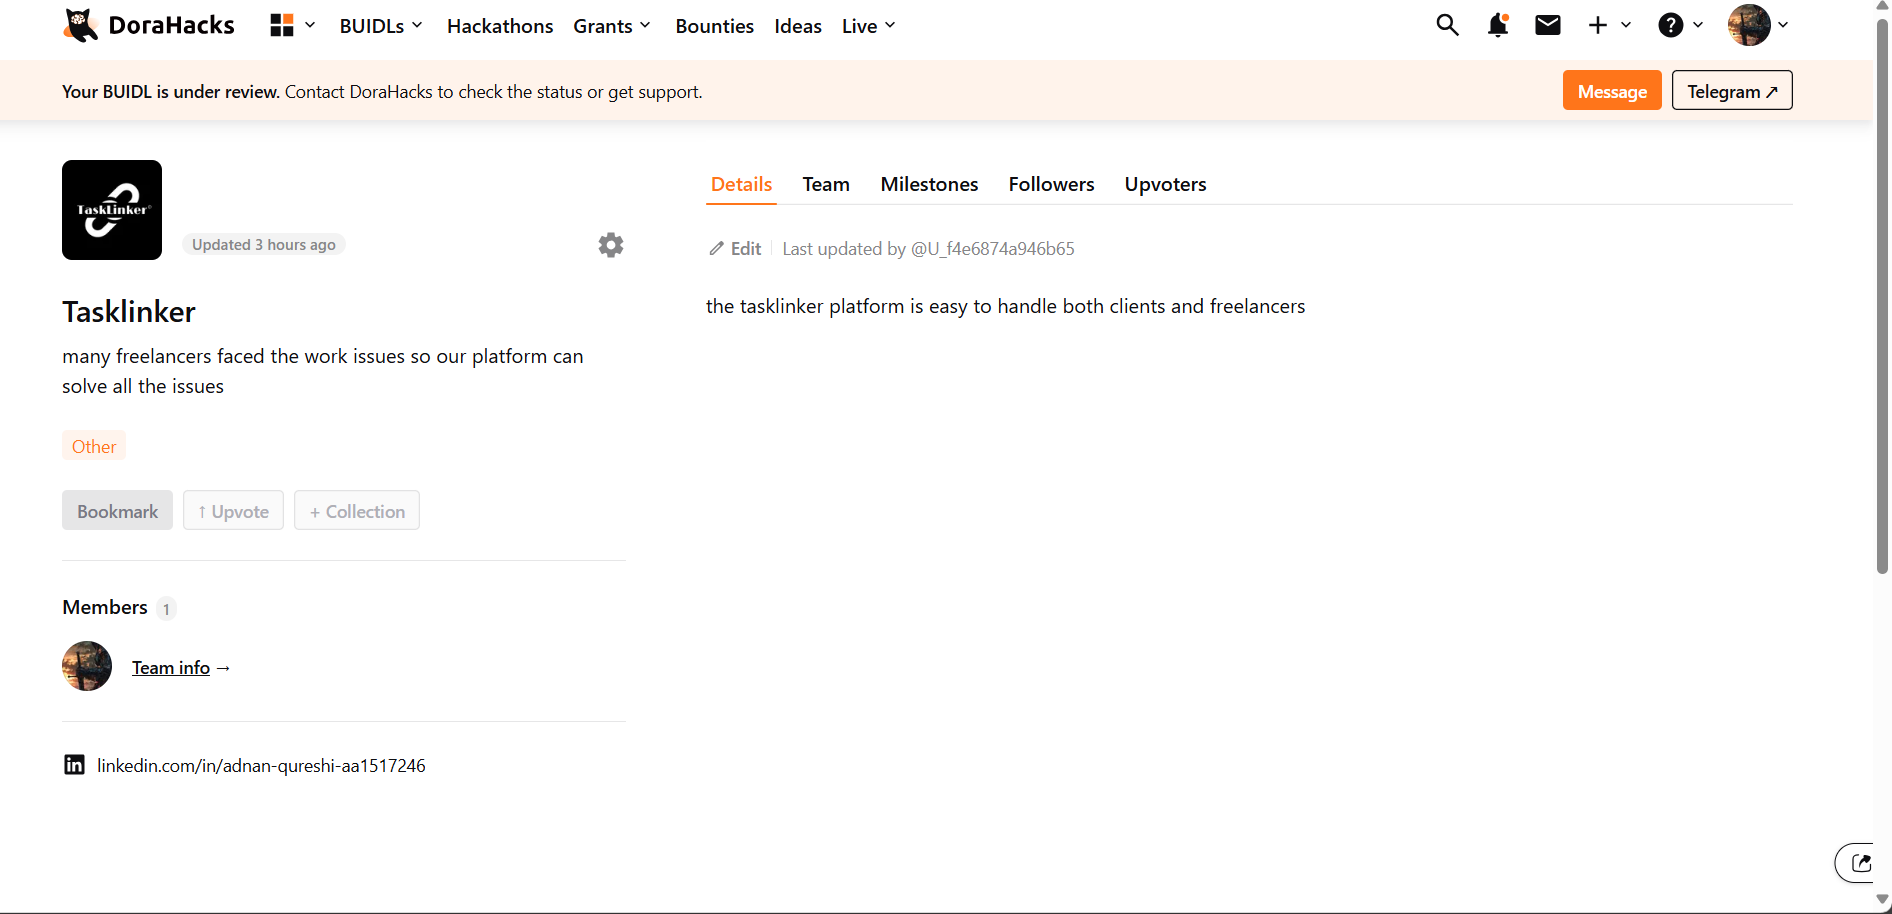 DoraHacks
BUIDLs
Hackathons
Grants
Bounties
Ideas
Live
Your BUIDL is under review. Contact DoraHacks to check the status or get support.
Message
Telegram ↗
TaskLinker
Updated 3 hours ago
Tasklinker
many freelancers faced the work issues so our platform can
solve all the issues
Other
Bookmark
↑ Upvote
+ Collection
Members 1
Team info →
linkedin.com/in/adnan-qureshi-aa1517246
Details
Team
Milestones
Followers
Upvoters
Edit
Last updated by @U_f4e6874a946b65
the tasklinker platform is easy to handle both clients and freelancers